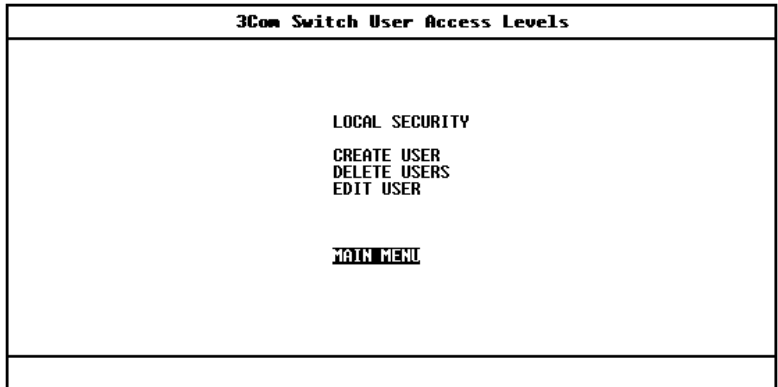 3Com Switch User Access Levels
LOCAL SECURITY
CREATE USER
DELETE USERS
EDIT USER
MAIN MENU